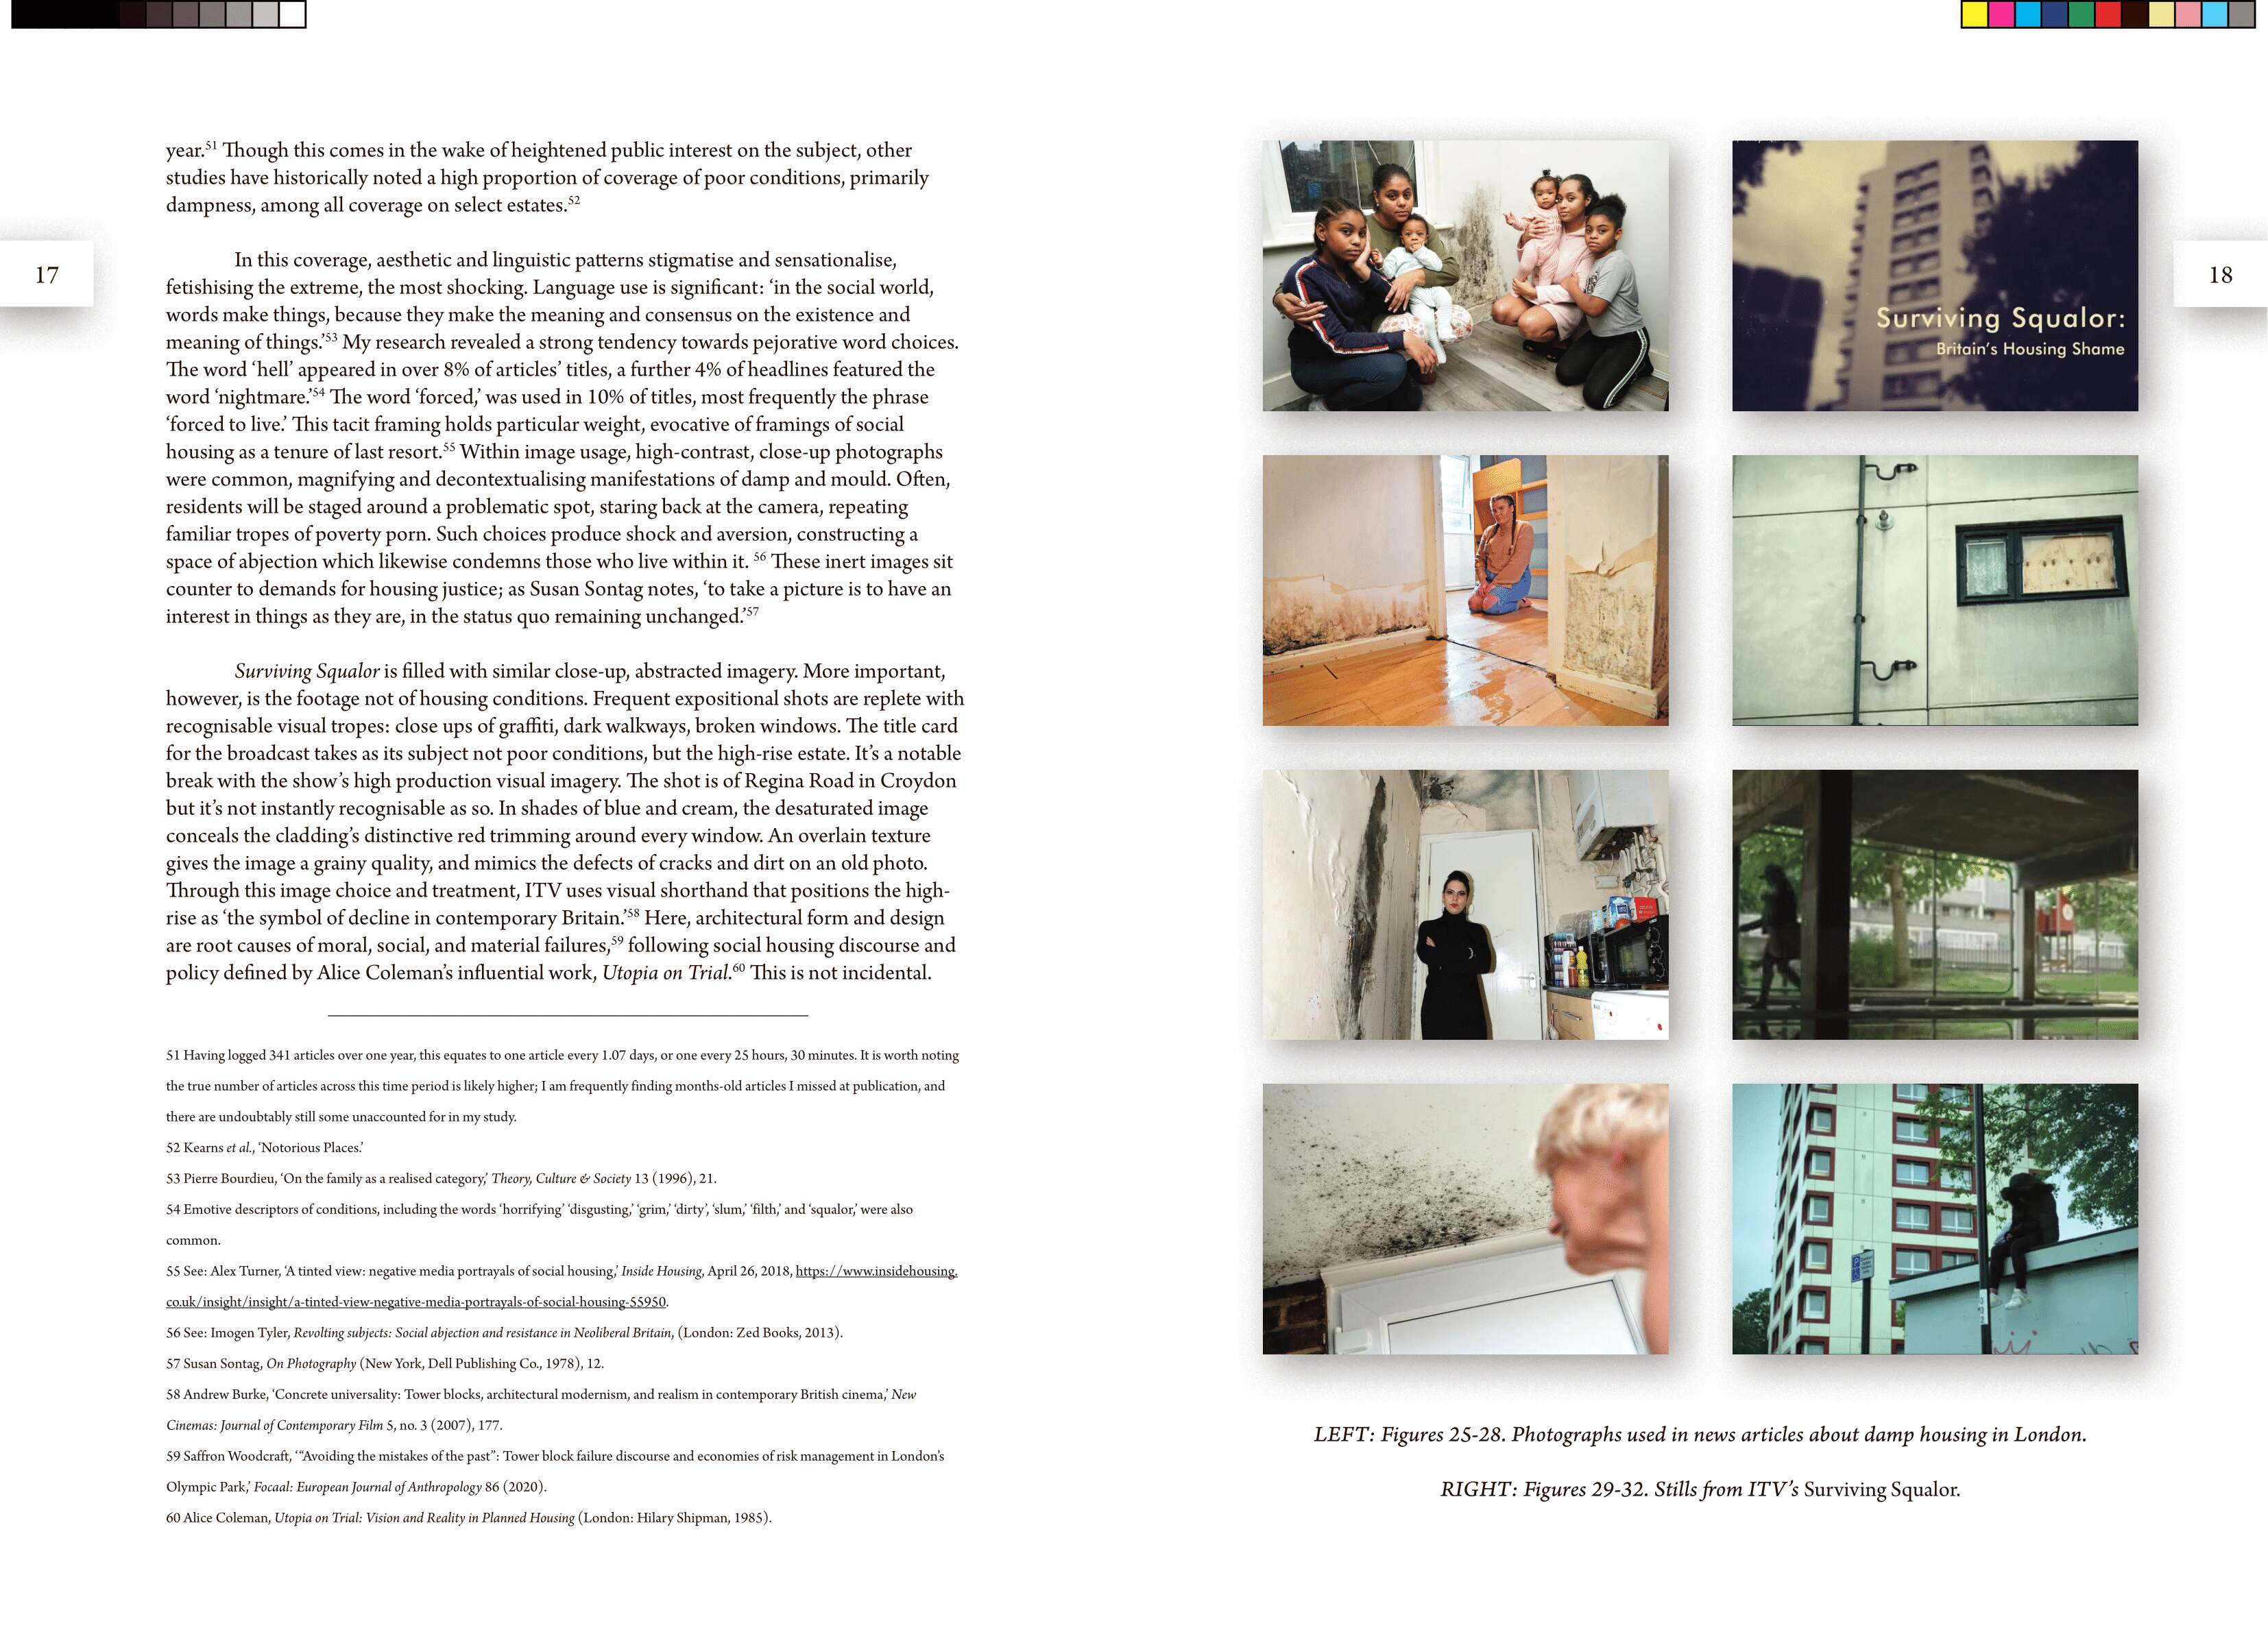 17
year.51 Though this comes in the wake of heightened public interest on the subject, other
studies have historically noted a high proportion of coverage of poor conditions, primarily
dampness, among all coverage on select estates.52
In this coverage, aesthetic and linguistic patterns stigmatise and sensationalise,
fetishising the extreme, the most shocking. Language use is significant: ‘in the social world,
words make things, because they make the meaning and consensus on the existence and
meaning of things.’53 My research revealed a strong tendency towards pejorative word choices.
The word ‘hell’ appeared in over 8% of articles’ titles, a further 4% of headlines featured the
word ‘nightmare.’54 The word ‘forced,’ was used in 10% of titles, most frequently the phrase
‘forced to live.’ This tacit framing holds particular weight, evocative of framings of social
housing as a tenure of last resort.55 Within image usage, high-contrast, close-up photographs
were common, magnifying and decontextualising manifestations of damp and mould. Often,
residents will be staged around a problematic spot, staring back at the camera, repeating
familiar tropes of poverty porn. Such choices produce shock and aversion, constructing a
space of abjection which likewise condemns those who live within it. 56 These inert images sit
counter to demands for housing justice; as Susan Sontag notes, ‘to take a picture is to have an
interest in things as they are, in the status quo remaining unchanged.’57
Surviving Squalor is filled with similar close-up, abstracted imagery. More important,
however, is the footage not of housing conditions. Frequent expositional shots are replete with
recognisable visual tropes: close ups of graffiti, dark walkways, broken windows. The title card
for the broadcast takes as its subject not poor conditions, but the high-rise estate. It’s a notable
break with the show’s high production visual imagery. The shot is of Regina Road in Croydon
but it’s not instantly recognisable as so. In shades of blue and cream, the desaturated image
conceals the cladding’s distinctive red trimming around every window. An overlain texture
gives the image a grainy quality, and mimics the defects of cracks and dirt on an old photo.
Through this image choice and treatment, ITV uses visual shorthand that positions the high-
rise as ‘the symbol of decline in contemporary Britain.’58 Here, architectural form and design
are root causes of moral, social, and material failures,59 following social housing discourse and
policy defined by Alice Coleman’s influential work, Utopia on Trial.60 This is not incidental.
51 Having logged 341 articles over one year, this equates to one article every 1.07 days, or one every 25 hours, 30 minutes. It is worth noting
the true number of articles across this time period is likely higher; I am frequently finding months-old articles I missed at publication, and
there are undoubtably still some unaccounted for in my study.
52 Kearns et al., ‘Notorious Places.’
53 Pierre Bourdieu, ‘On the family as a realised category,’ Theory, Culture & Society 13 (1996), 21.
54 Emotive descriptors of conditions, including the words ‘horrifying’ ‘disgusting,’ ‘grim,’ ‘dirty’, ‘slum,’ ‘filth,’ and ‘squalor,’ were also
common.
55 See: Alex Turner, ‘A tinted view: negative media portrayals of social housing,’ Inside Housing, April 26, 2018, https://www.insidehousing.
co.uk/insight/insight/a-tinted-view-negative-media-portrayals-of-social-housing-55950.
56 See: Imogen Tyler, Revolting subjects: Social abjection and resistance in Neoliberal Britain, (London: Zed Books, 2013).
57 Susan Sontag, On Photography (New York, Dell Publishing Co., 1978), 12.
58 Andrew Burke, ‘Concrete universality: Tower blocks, architectural modernism, and realism in contemporary British cinema,’ New
Cinemas: Journal of Contemporary Film 5, no. 3 (2007), 177.
59 Saffron Woodcraft, ‘“Avoiding the mistakes of the past”: Tower block failure discourse and economies of risk management in London’s
Olympic Park,’ Focaal: European Journal of Anthropology 86 (2020).
60 Alice Coleman, Utopia on Trial: Vision and Reality in Planned Housing (London: Hilary Shipman, 1985).
18
Surviving Squalor:
Britain’s Housing Shame
LEFT: Figures 25-28. Photographs used in news articles about damp housing in London.
RIGHT: Figures 29-32. Stills from ITV’s Surviving Squalor.